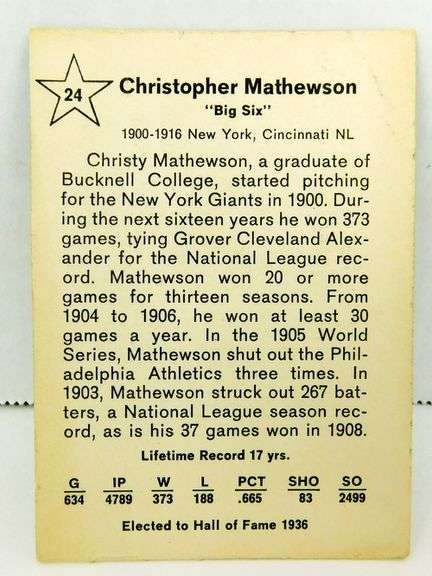 24
Christopher Mathewson
"Big Six"
1900-1916 New York, Cincinnati NL
Christy Mathewson, a graduate of
Bucknell College, started pitching
for the New York Giants in 1900. Dur-
ing the next sixteen years he won 373
games, tying Grover Cleveland Alex-
ander for the National League rec-
ord. Mathewson won 20 or more
games for thirteen seasons. From
1904 to 1906, he won at least 30
games a year. In the 1905 World
Series, Mathewson shut out the Phil-
adelphia Athletics three times. In
1903, Mathewson struck out 267 bat-
ters, a National League season rec-
ord, as is his 37 games won in 1908.
Lifetime Record 17 yrs.
G IP W L PCT SHO SO
634 4789 373 188 .665 83 2499
Elected to Hall of Fame 1936